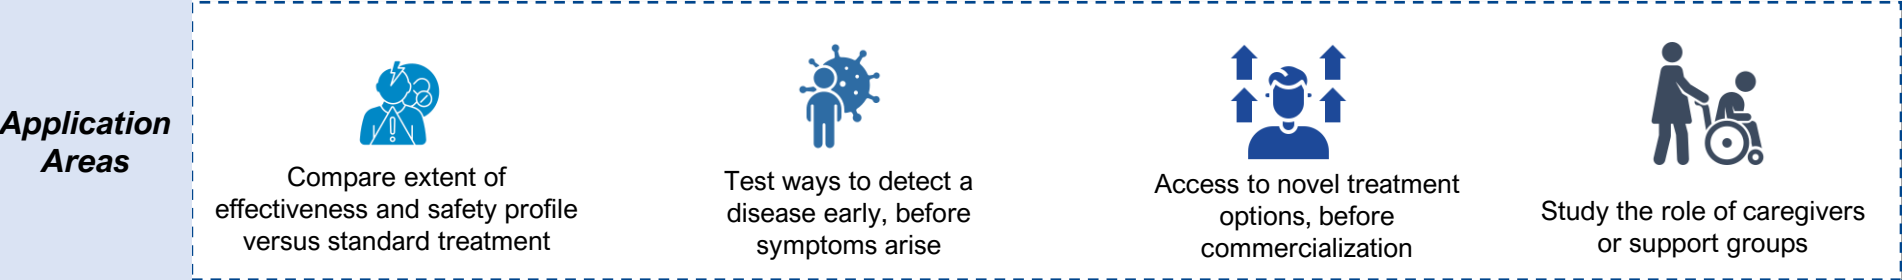 Application
Areas
Compare extent of
effectiveness and safety profile
versus standard treatment
Test ways to detect a
disease early, before
symptoms arise
Access to novel treatment
options, before
commercialization
Study the role of caregivers
or support groups